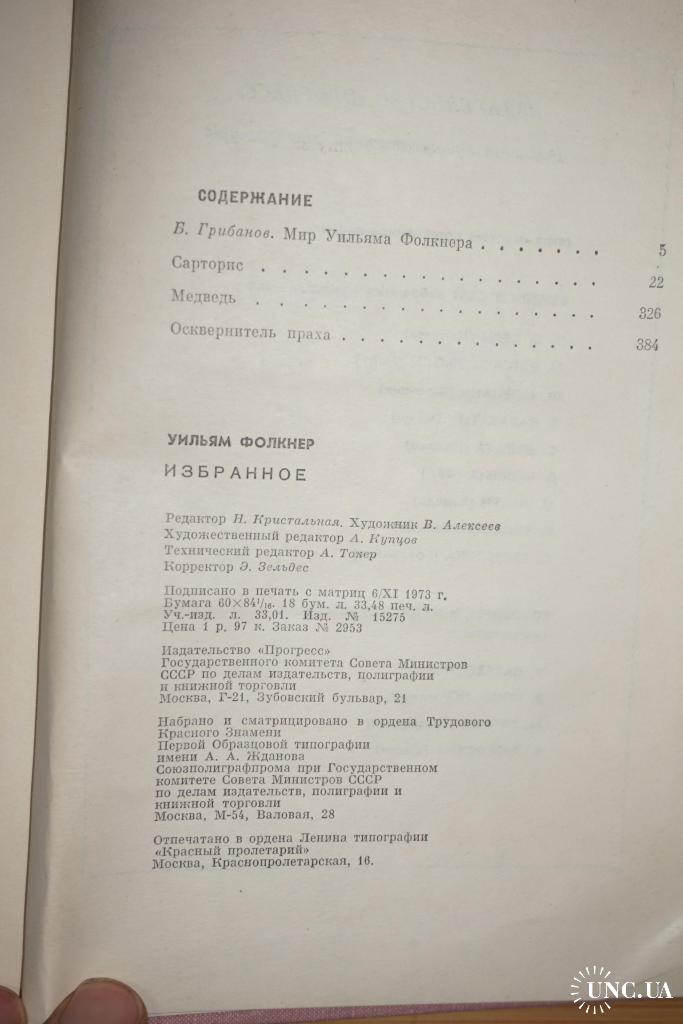 СОДЕРЖАНИЕ
Б. Грибанов. Мир Уильяма Фолкнера . . . . . . . 5
Сарторис . . . . . . . . . . . . . . . 22
Медведь . . . . . . . . . . . . . . . 326
Осквернитель праха . . . . . . . . . . . . 384
УИЛЬЯМ ФОЛКНЕР
ИЗБРАННОЕ
Редактор Н. Кристальная. Художник В. Алексеев
Художественный редактор А. Купцов
Технический редактор А. Токер
Корректор Э. Зельдес
Подписано в печать с матриц 6/XI 1973 г.
Бумага 60×84¹/₁₆. 18 бум. л. 33,48 печ. л.
Уч.-изд. л. 33,01. Изд. № 15275
Цена 1 р. 97 к. Заказ № 2953
Издательство «Прогресс»
Государственного комитета Совета Министров
СССР по делам издательств, полиграфии
и книжной торговли
Москва, Г-21, Зубовский бульвар, 21
Набрано и сматрицировано в ордена Трудового
Красного Знамени
Первой Образцовой типографии
имени А. А. Жданова
Союзполиграфпрома при Государственном
комитете Совета Министров СССР
по делам издательств, полиграфии и
книжной торговли
Москва, М-54, Валовая, 28
Отпечатано в ордена Ленина типографии
«Красный пролетарий»
Москва, Краснопролетарская, 16.
UNC.UA